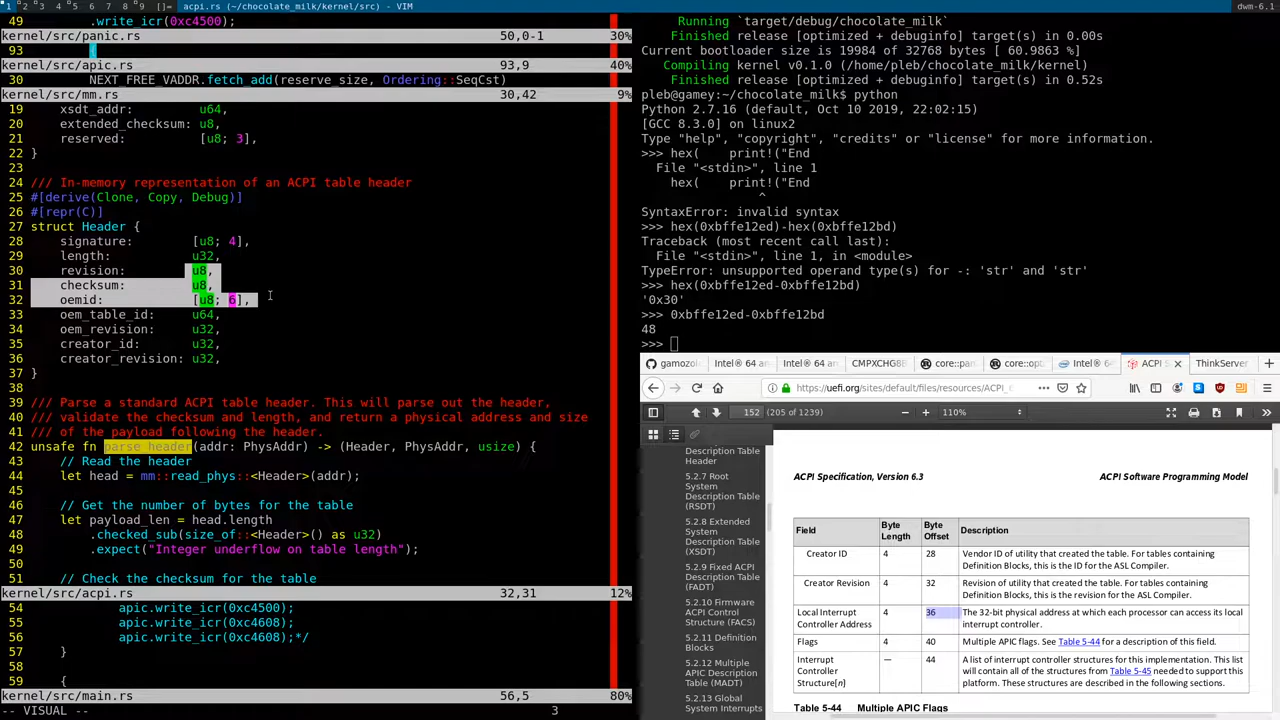 1 2 3 4 5 6 7 8 9 []= acpi.rs (~/chocolate_milk/kernel/src) - VIM dwm-6.1
49 .write_icr(0xc4500);
kernel/src/panic.rs 50,0-1 30%
93 {
kernel/src/apic.rs 93,9 40%
30 NEXT_FREE_VADDR.fetch_add(reserve_size, Ordering::SeqCst)
kernel/src/mm.rs 30,42 9%
19 xsdt_addr: u64,
20 extended_checksum: u8,
21 reserved: [u8; 3],
22 }
23
24 /// In-memory representation of an ACPI table header
25 #[derive(Clone, Copy, Debug)]
26 #[repr(C)]
27 struct Header {
28 signature: [u8; 4],
29 length: u32,
30 revision: u8,
31 checksum: u8,
32 oemid: [u8; 6],
33 oem_table_id: u64,
34 oem_revision: u32,
35 creator_id: u32,
36 creator_revision: u32,
37 }
38
39 /// Parse a standard ACPI table header. This will parse out the header,
40 /// validate the checksum and length, and return a physical address and size
41 /// of the payload following the header.
42 unsafe fn parse_header(addr: PhysAddr) -> (Header, PhysAddr, usize) {
43 // Read the header
44 let head = mm::read_phys::<Header>(addr);
45
46 // Get the number of bytes for the table
47 let payload_len = head.length
48 .checked_sub(size_of::<Header>() as u32)
49 .expect("Integer underflow on table length");
50
51 // Check the checksum for the table
kernel/src/acpi.rs 32,31 12%
54 apic.write_icr(0xc4500);
55 apic.write_icr(0xc4608);
56 apic.write_icr(0xc4608);*/
57 }
58
59 {
kernel/src/main.rs 56,5 80%
-- VISUAL -- 3
Running `target/debug/chocolate_milk`
Finished release [optimized + debuginfo] target(s) in 0.00s
Current bootloader size is 19984 of 32768 bytes [ 60.9863 %]
Compiling kernel v0.1.0 (/home/pleb/chocolate_milk/kernel)
Finished release [optimized + debuginfo] target(s) in 0.52s
pleb@gamey:~/chocolate_milk$ python
Python 2.7.16 (default, Oct 10 2019, 22:02:15)
[GCC 8.3.0] on linux2
Type "help", "copyright", "credits" or "license" for more information.
>>> hex( print!("End
File "<stdin>", line 1
hex( print!("End
^
SyntaxError: invalid syntax
>>> hex(0xbffe12ed)-hex(0xbffe12bd)
Traceback (most recent call last):
File "<stdin>", line 1, in <module>
TypeError: unsupported operand type(s) for -: 'str' and 'str'
>>> hex(0xbffe12ed-0xbffe12bd)
'0x30'
>>> 0xbffe12ed-0xbffe12bd
48
>>>
gamozol Intel® 64 an Intel® 64 an CMPXCHG8B core::par core::opt Intel® 64 ACPI S ThinkServer
https://uefi.org/sites/default/files/resources/ACPI_6
152 (205 of 1239) 110%
Description Table
Header
5.2.7 Root
System
Description Table
(RSDT)
5.2.8 Extended
System
Description Table
(XSDT)
5.2.9 Fixed ACPI
Description Table
(FADT)
5.2.10 Firmware
ACPI Control
Structure (FACS)
5.2.11 Definition
Blocks
5.2.12 Multiple
APIC Description
Table (MADT)
5.2.13 Global
System Interrupts
ACPI Specification, Version 6.3 ACPI Software Programming Model
Field Byte Length Byte Offset Description
Creator ID 4 28 Vendor ID of utility that created the table. For tables containing
Definition Blocks, this is the ID for the ASL Compiler.
Creator Revision 4 32 Revision of utility that created the table. For tables containing
Definition Blocks, this is the revision for the ASL Compiler.
Local Interrupt Controller Address 4 36 The 32-bit physical address at which each processor can access its local
interrupt controller.
Flags 4 40 Multiple APIC flags. See Table 5-44 for a description of this field.
Interrupt Controller Structure[n] — 44 A list of interrupt controller structures for this implementation. This list
will contain all of the structures from Table 5-45 needed to support this
platform. These structures are described in the following sections.
Table 5-44 Multiple APIC Flags